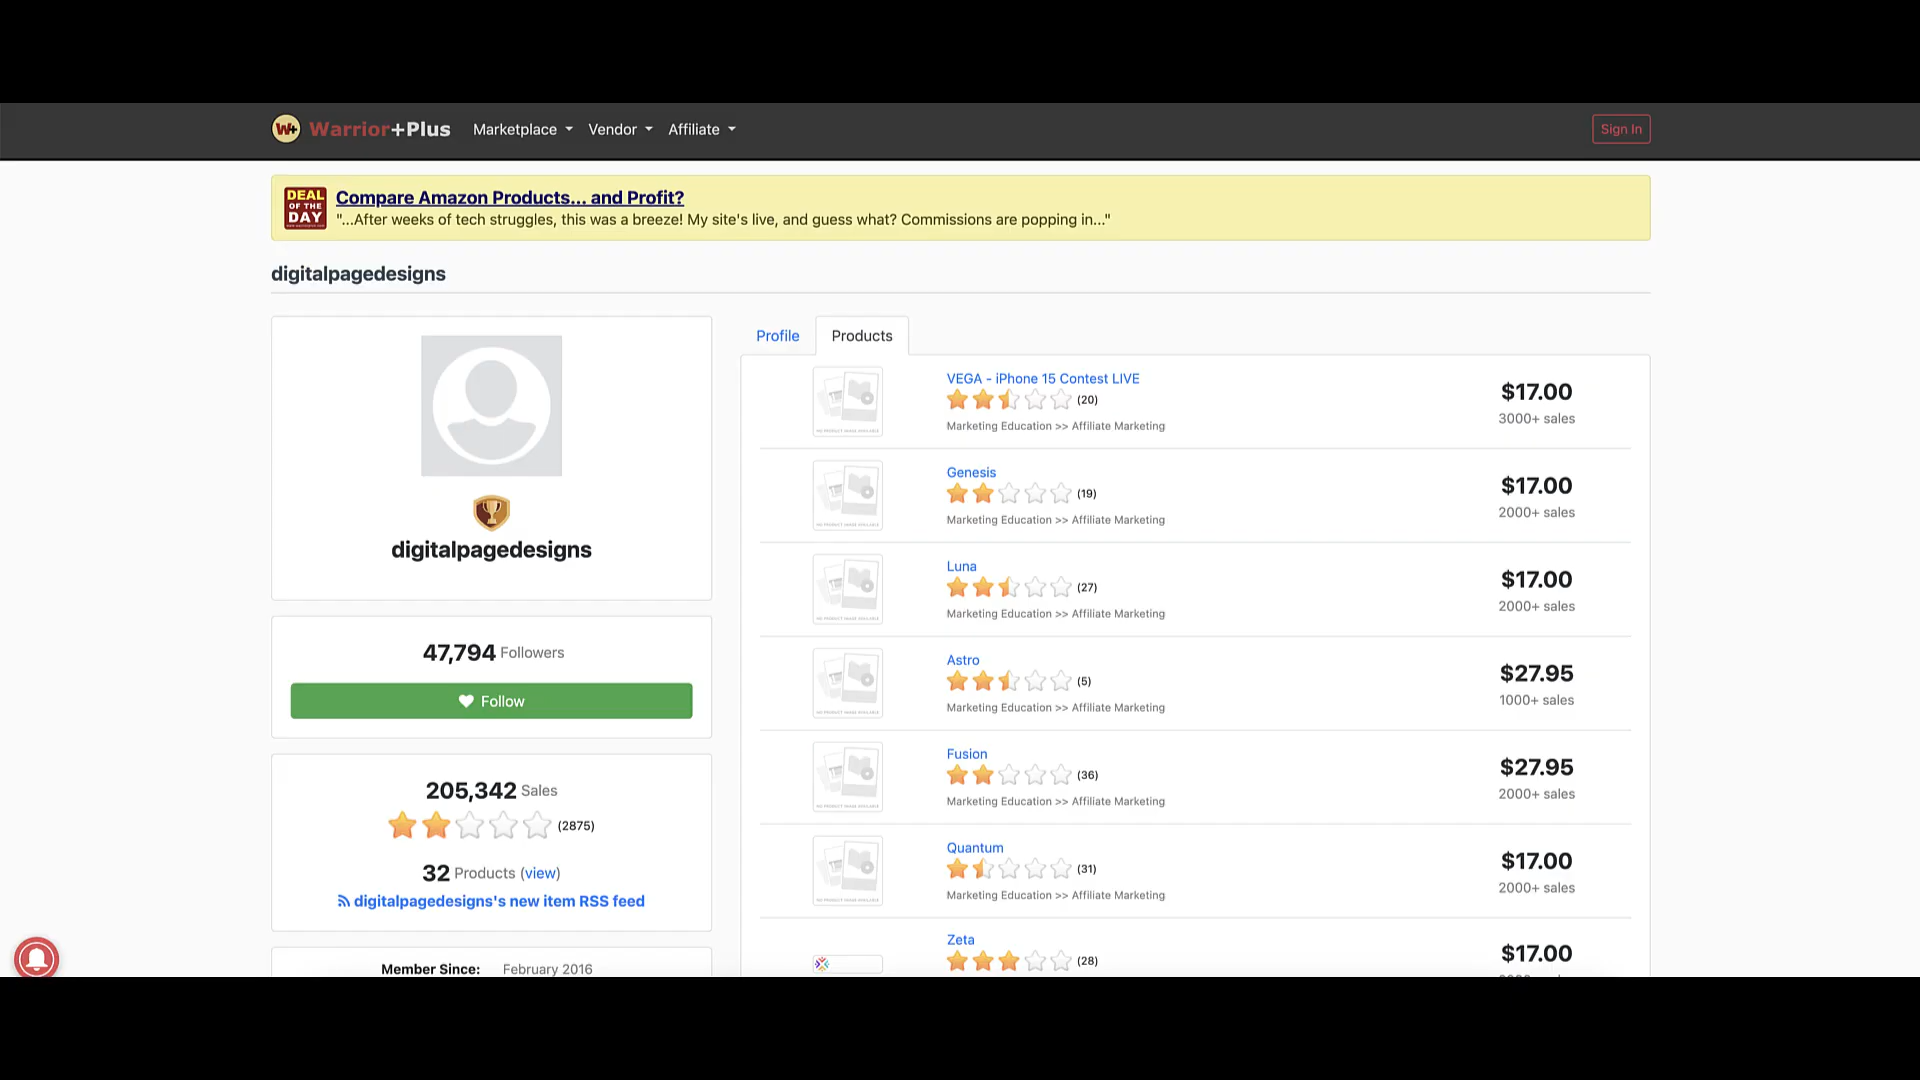 W+ Warrior+Plus Marketplace Vendor Affiliate Sign In
DEAL OF THE DAY
Compare Amazon Products... and Profit?
"...After weeks of tech struggles, this was a breeze! My site's live, and guess what? Commissions are popping in..."
digitalpagedesigns
digitalpagedesigns
47,794 Followers
Follow
205,342 Sales
(2875)
32 Products (view)
digitalpagedesigns's new item RSS feed
Member Since: February 2016
Profile Products
VEGA - iPhone 15 Contest LIVE
(20)
Marketing Education >> Affiliate Marketing
$17.00
3000+ sales
Genesis
(19)
Marketing Education >> Affiliate Marketing
$17.00
2000+ sales
Luna
(27)
Marketing Education >> Affiliate Marketing
$17.00
2000+ sales
Astro
(5)
Marketing Education >> Affiliate Marketing
$27.95
1000+ sales
Fusion
(36)
Marketing Education >> Affiliate Marketing
$27.95
2000+ sales
Quantum
(31)
Marketing Education >> Affiliate Marketing
$17.00
2000+ sales
Zeta
(28)
$17.00